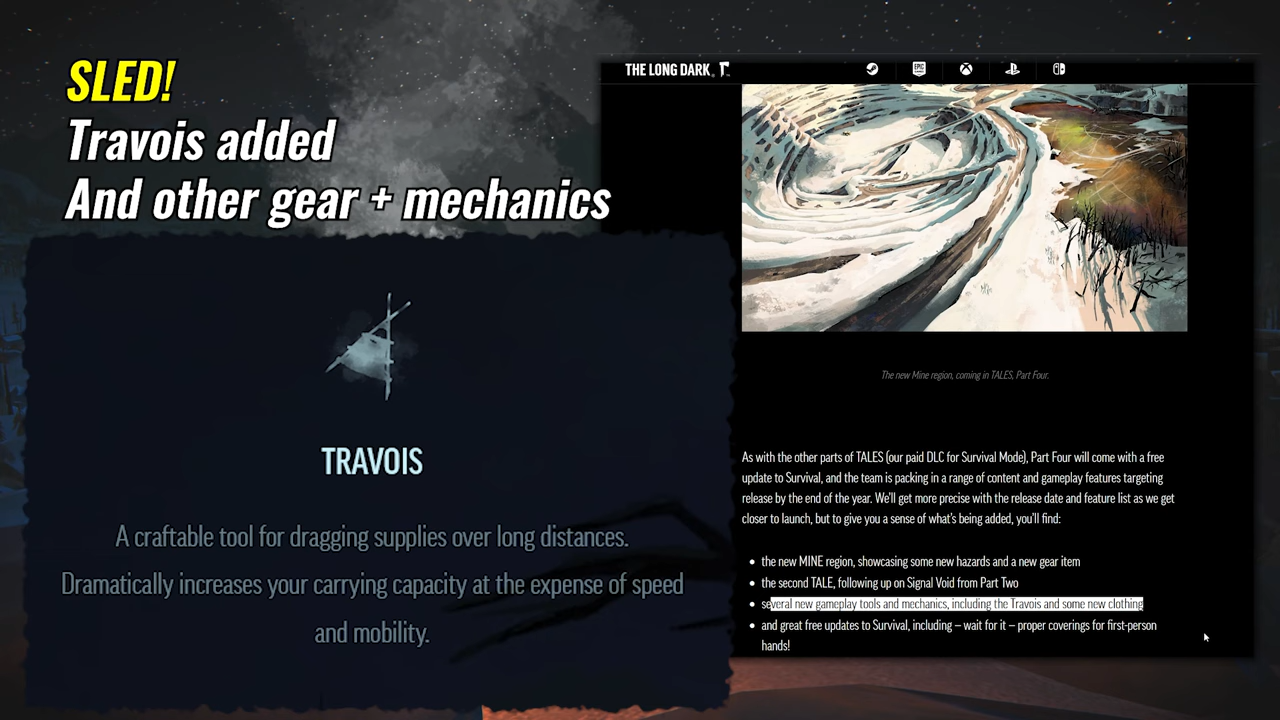 SLED!
Travois added
And other gear + mechanics
TRAVOIS
A craftable tool for dragging supplies over long distances.
Dramatically increases your carrying capacity at the expense of speed
and mobility.
THE LONG DARK
EPIC GAMES
The new Mine region, coming in TALES, Part Four.
As with the other parts of TALES (our paid DLC for Survival Mode), Part Four will come with a free
update to Survival, and the team is packing in a range of content and gameplay features targeting
release by the end of the year. We'll get more precise with the release date and feature list as we get
closer to launch, but to give you a sense of what's being added, you'll find:
• the new MINE region, showcasing some new hazards and a new gear item
• the second TALE, following up on Signal Void from Part Two
• several new gameplay tools and mechanics, including the Travois and some new clothing
• and great free updates to Survival, including – wait for it – proper coverings for first-person
hands!